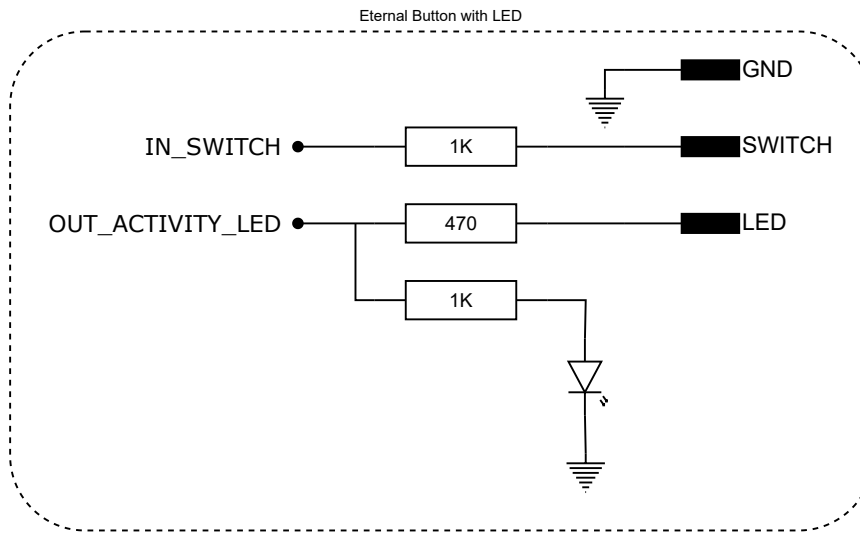 Eternal Button with LED
GND
IN_SWITCH 1K SWITCH
OUT_ACTIVITY_LED 470 LED
1K